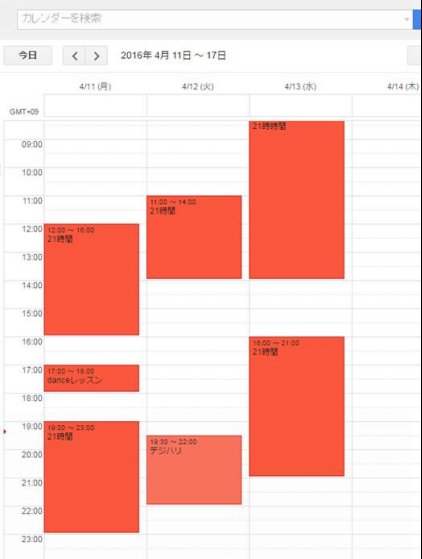 カレンダーを検索
今日
2016年 4月 11日 ～ 17日
4/11 (月)
4/12 (火)
4/13 (水)
4/14 (木)
GMT+09
09:00
10:00
11:00
12:00
13:00
14:00
15:00
16:00
17:00
18:00
19:00
20:00
21:00
22:00
23:00
12:00 ～ 16:00
21時間
17:00 ～ 18:00
danceレッスン
19:00 ～ 23:00
21時間
11:00 ～ 14:00
21時間
19:30 ～ 22:00
デジハリ
21時時間
16:00 ～ 21:00
21時間